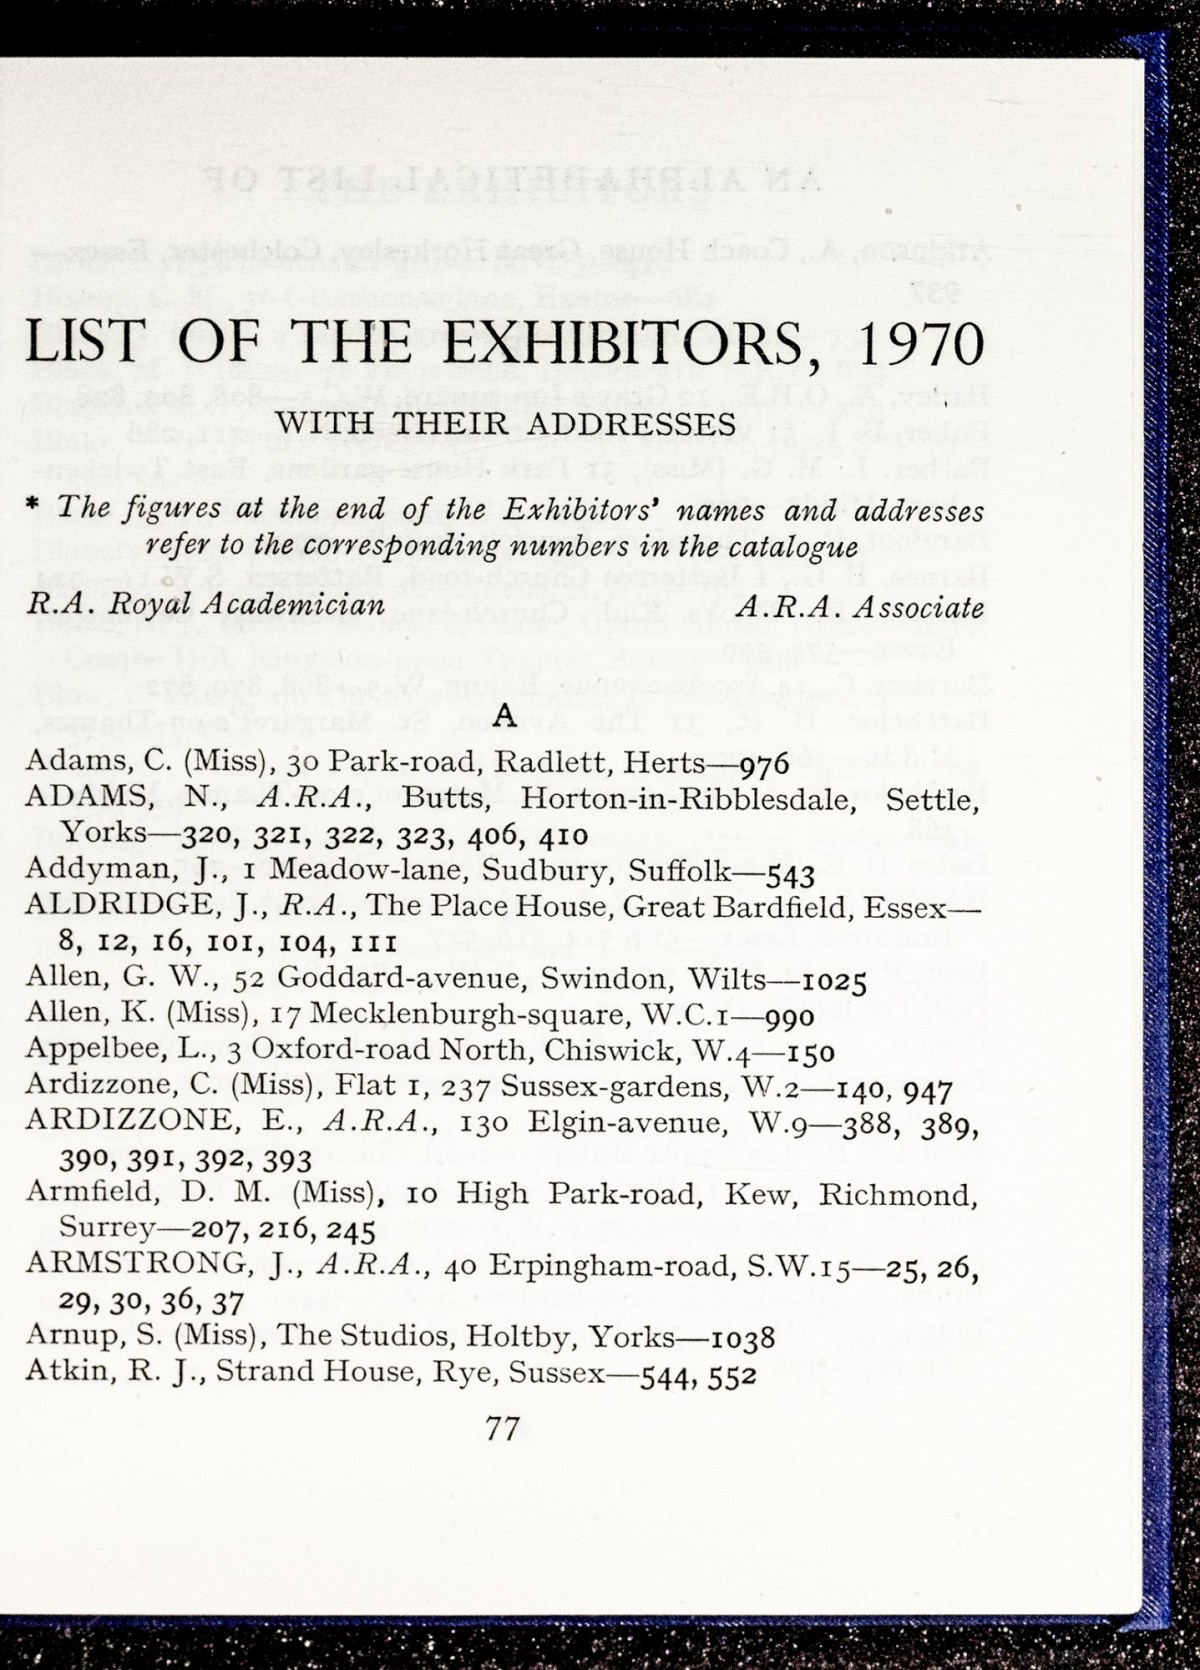 LIST OF THE EXHIBITORS, 1970
WITH THEIR ADDRESSES
* The figures at the end of the Exhibitors' names and addresses
refer to the corresponding numbers in the catalogue
R.A. Royal Academician A.R.A. Associate
A
Adams, C. (Miss), 30 Park-road, Radlett, Herts—976
ADAMS, N., A.R.A., Butts, Horton-in-Ribblesdale, Settle,
Yorks—320, 321, 322, 323, 406, 410
Addyman, J., 1 Meadow-lane, Sudbury, Suffolk—543
ALDRIDGE, J., R.A., The Place House, Great Bardfield, Essex—
8, 12, 16, 101, 104, 111
Allen, G. W., 52 Goddard-avenue, Swindon, Wilts—1025
Allen, K. (Miss), 17 Mecklenburgh-square, W.C.1—990
Appelbee, L., 3 Oxford-road North, Chiswick, W.4—150
Ardizzone, C. (Miss), Flat 1, 237 Sussex-gardens, W.2—140, 947
ARDIZZONE, E., A.R.A., 130 Elgin-avenue, W.9—388, 389,
390, 391, 392, 393
Armfield, D. M. (Miss), 10 High Park-road, Kew, Richmond,
Surrey—207, 216, 245
ARMSTRONG, J., A.R.A., 40 Erpingham-road, S.W.15—25, 26,
29, 30, 36, 37
Arnup, S. (Miss), The Studios, Holtby, Yorks—1038
Atkin, R. J., Strand House, Rye, Sussex—544, 552
77